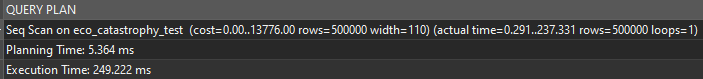 QUERY PLAN
Seq Scan on eco_catastrophy_test  (cost=0.00..13776.00 rows=500000 width=110) (actual time=0.291..237.331 rows=500000 loops=1)
Planning Time: 5.364 ms
Execution Time: 249.222 ms